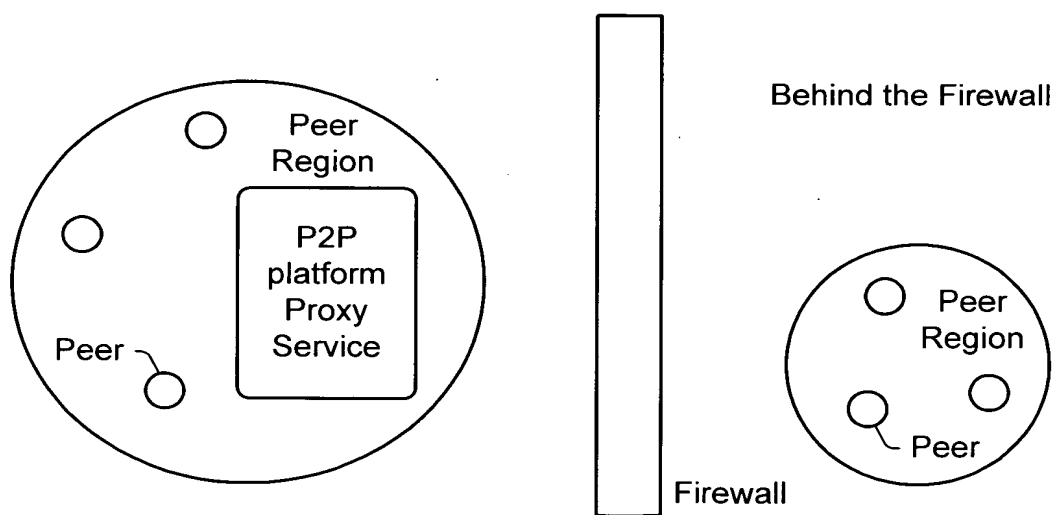 Peer
Region
P2P
platform
Proxy
Service
Peer
Behind the Firewall
Peer
Region
Peer
Firewall